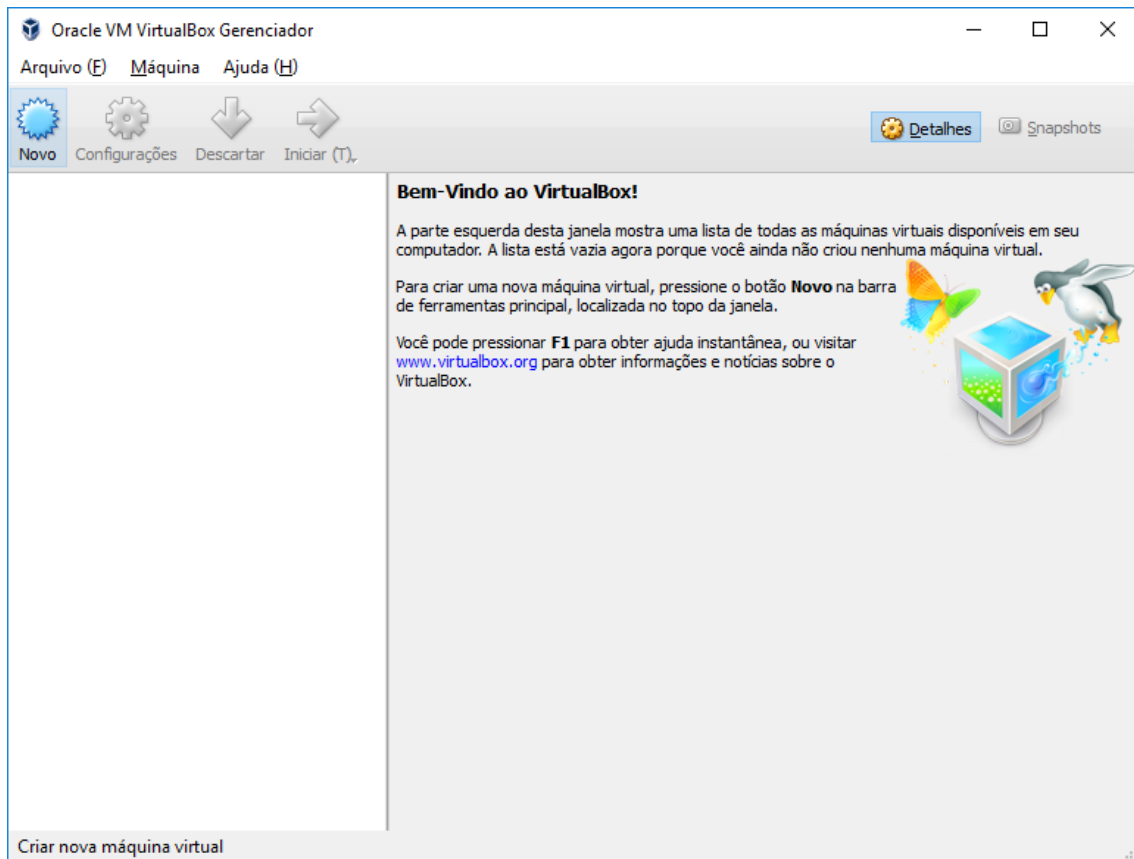 Oracle VM VirtualBox Gerenciador
Arquivo (F) Máquina Ajuda (H)
Novo Configurações Descartar Iniciar (T) Detalhes Snapshots
Bem-Vindo ao VirtualBox!
A parte esquerda desta janela mostra uma lista de todas as máquinas virtuais disponíveis em seu
computador. A lista está vazia agora porque você ainda não criou nenhuma máquina virtual.
Para criar uma nova máquina virtual, pressione o botão Novo na barra
de ferramentas principal, localizada no topo da janela.
Você pode pressionar F1 para obter ajuda instantânea, ou visitar
www.virtualbox.org para obter informações e notícias sobre o
VirtualBox.
Criar nova máquina virtual